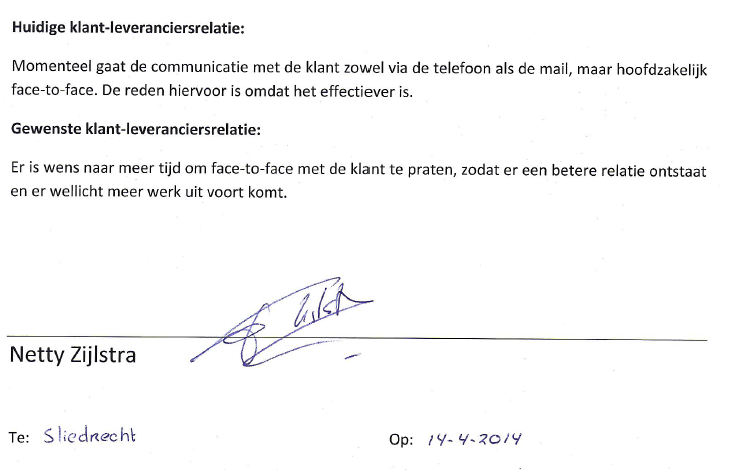 Huidige klant-leveranciersrelatie:
Momenteel gaat de communicatie met de klant zowel via de telefoon als de mail, maar hoofdzakelijk
face-to-face. De reden hiervoor is omdat het effectiever is.
Gewenste klant-leveranciersrelatie:
Er is wens naar meer tijd om face-to-face met de klant te praten, zodat er een betere relatie ontstaat
en er wellicht meer werk uit voort komt.
Netty Zijlstra
Te: Sliedrecht
Op: 14-4-2014